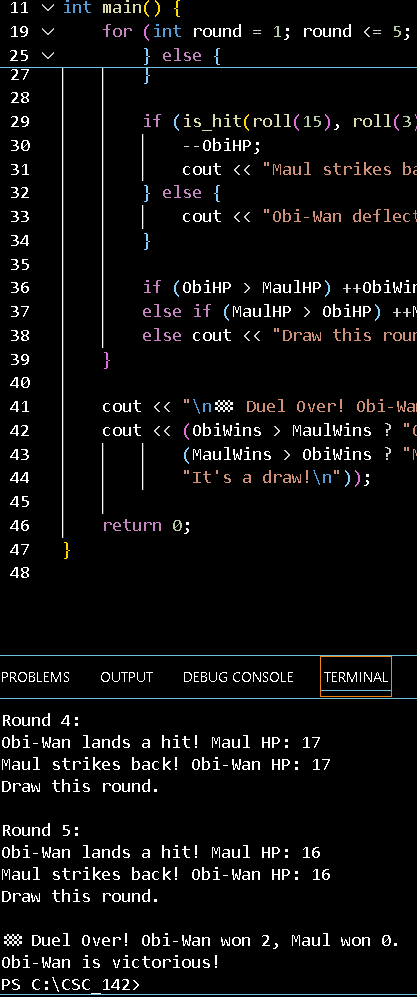 11 int main() {
19 for (int round = 1; round <= 5;
25 } else {
27 }
28
29 if (is_hit(roll(15), roll(3)
30 --ObiHP;
31 cout << "Maul strikes ba
32 } else {
33 cout << "Obi-Wan deflect
34 }
35
36 if (ObiHP > MaulHP) ++ObiWin
37 else if (MaulHP > ObiHP) ++M
38 else cout << "Draw this roun
39 }
40
41 cout << "\n🏁 Duel Over! Obi-Wa
42 cout << (ObiWins > MaulWins ? "O
43 (MaulWins > ObiWins ? "M
44 "It's a draw!\n"));
45
46 return 0;
47 }
48
PROBLEMS OUTPUT DEBUG CONSOLE TERMINAL
Round 4:
Obi-Wan lands a hit! Maul HP: 17
Maul strikes back! Obi-Wan HP: 17
Draw this round.
Round 5:
Obi-Wan lands a hit! Maul HP: 16
Maul strikes back! Obi-Wan HP: 16
Draw this round.
🏁 Duel Over! Obi-Wan won 2, Maul won 0.
Obi-Wan is victorious!
PS C:\CSC_142>